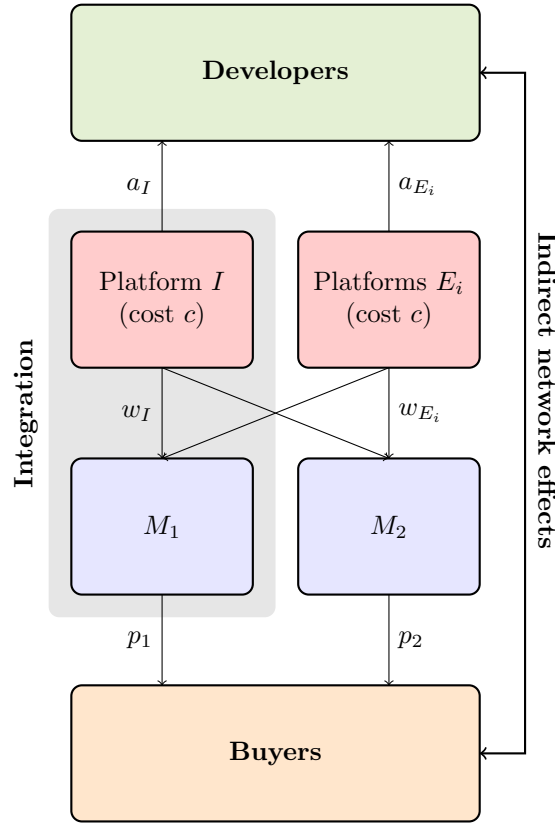 Developers
a_I
a_{E_i}
Platform I
(cost c)
Platforms E_i
(cost c)
Integration
Indirect network effects
w_I
w_{E_i}
M_1
M_2
p_1
p_2
Buyers